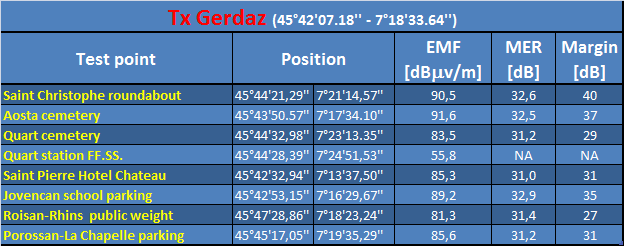 Tx Gerdaz (45°42'07.18'' - 7°18'33.64'')
Test point Position EMF [dBµv/m] MER [dB] Margin [dB]
Saint Christophe roundabout 45°44'21,29" 7°21'14,57" 90,5 32,6 40
Aosta cemetery 45°43'50.57" 7°17'34.10" 91,6 32,5 37
Quart cemetery 45°44'32,98" 7°23'13.35" 83,5 31,2 29
Quart station FF.SS. 45°44'28,39" 7°24'51,53" 55,8 NA NA
Saint Pierre Hotel Chateau 45°42'32,94" 7°13'37,50" 85,3 31,0 31
Jovencan school parking 45°42'53,15" 7°16'29,67" 89,2 32,9 35
Roisan-Rhins public weight 45°47'28,86" 7°18'23,24" 81,3 31,4 27
Porossan-La Chapelle parking 45°45'17,05" 7°19'35,29" 85,6 31,2 31